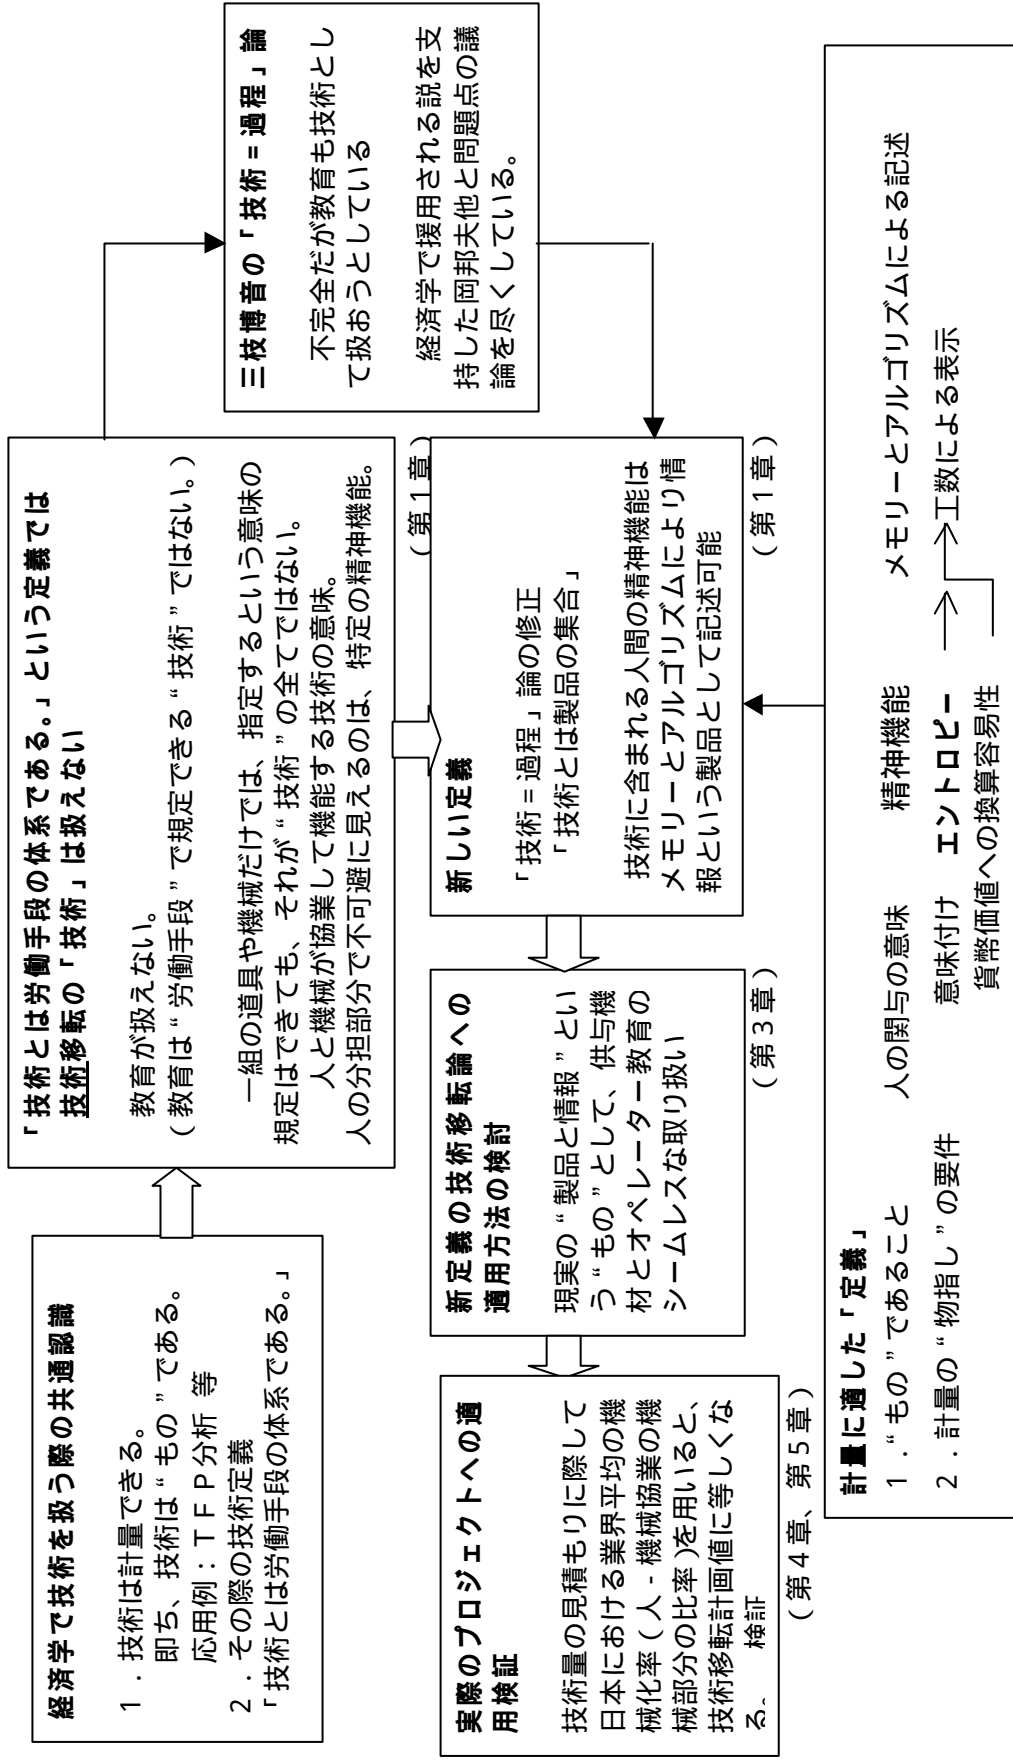 経済学で技術を扱う際の共通認識
1．技術は計量できる。
即ち、技術は“もの”である。
応用例：ＴＦＰ分析 等
2．その際の技術定義
「技術とは労働手段の体系である。」
「技術とは労働手段の体系である。」という定義では
技術移転の「技術」は扱えない
教育が扱えない。
（教育は“労働手段”で規定できる“技術”ではない。）
一組の道具や機械だけでは、指定するという意味の
規定はできても、それが“技術”の全てではない。
人と機械が協業して機能する技術の意味。
人の分担部分で不可避に見えるのは、特定の精神機能。
（第１章）
三枝博音の「技術＝過程」論
不完全だが教育も技術とし
て扱おうとしている
経済学で援用される説を支
持した岡邦夫他と問題点の議
論を尽くしている。
新しい定義
「技術＝過程」論の修正
「技術とは製品の集合」
技術に含まれる人間の精神機能は
メモリーとアルゴリズムにより情
報という製品として記述可能
（第１章）
新定義の技術移転論への
適用方法の検討
現実の“製品と情報”とい
う“もの”として、供与機
材とオペレーター教育の
シームレスな取り扱い
（第３章）
実際のプロジェクトへの適
用検証
技術量の見積もりに際して
日本における業界平均の機
械化率（人‐機械協業の機
械部分の比率）を用いると、
技術移転計画値に等しくな
る。 検証
（第４章、第５章）
計量に適した「定義」
1．“もの”であること 人の関与の意味 精神機能 メモリーとアルゴリズムによる記述
2．計量の“物指し”の要件 意味付け エントロピー 工数による表示
貨幣価値への換算容易性